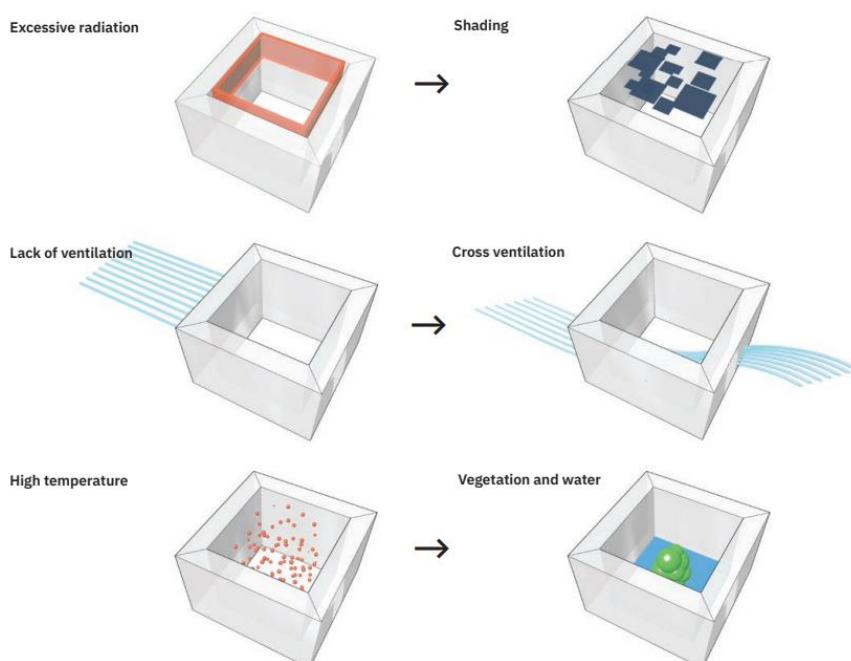 Excessive radiation
Shading
Lack of ventilation
Cross ventilation
High temperature
Vegetation and water